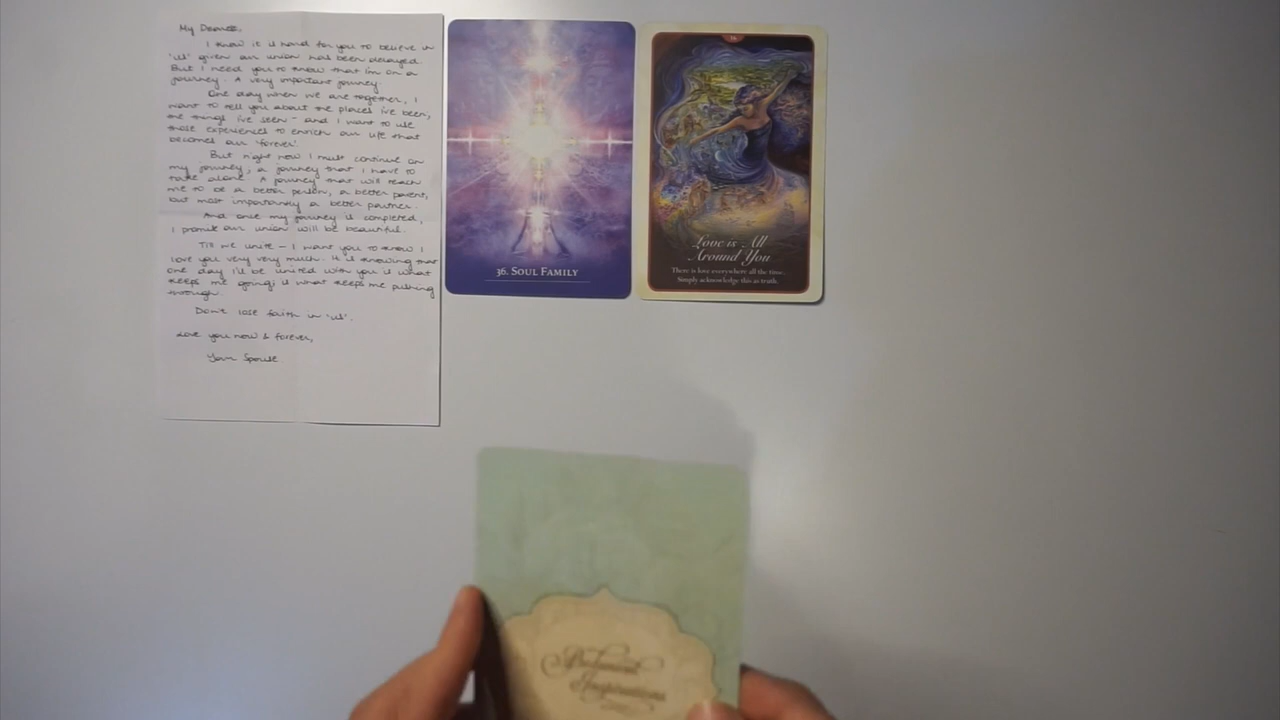 My Dearest,
I know it is hard for you to believe in
'us' given our union has been delayed.
But I need you to know that I'm on a
journey. A very important journey.
One day when we are together, I
want to tell you about the places i've been,
the things i've seen - and I want to use
those experiences to enrich our life that
becomes our 'forever'.
But right now I must continue on
my journey, a journey that I have to
take alone. A journey that will teach
me to be a better person, a better parent,
but most importantly a better partner.
And once my journey is completed,
I promise our union will be beautiful.
Till we unite - I want you to know I
love you very very much. It is knowing that
one day i'll be united with you is what
keeps me going; is what keeps me pushing
through.
Don't lose faith in 'us'.
Love you now & forever,
Your Spouse
36. SOUL FAMILY
Love is All
Around You
There is love everywhere all the time.
Simply acknowledge this as truth.
Inspirations